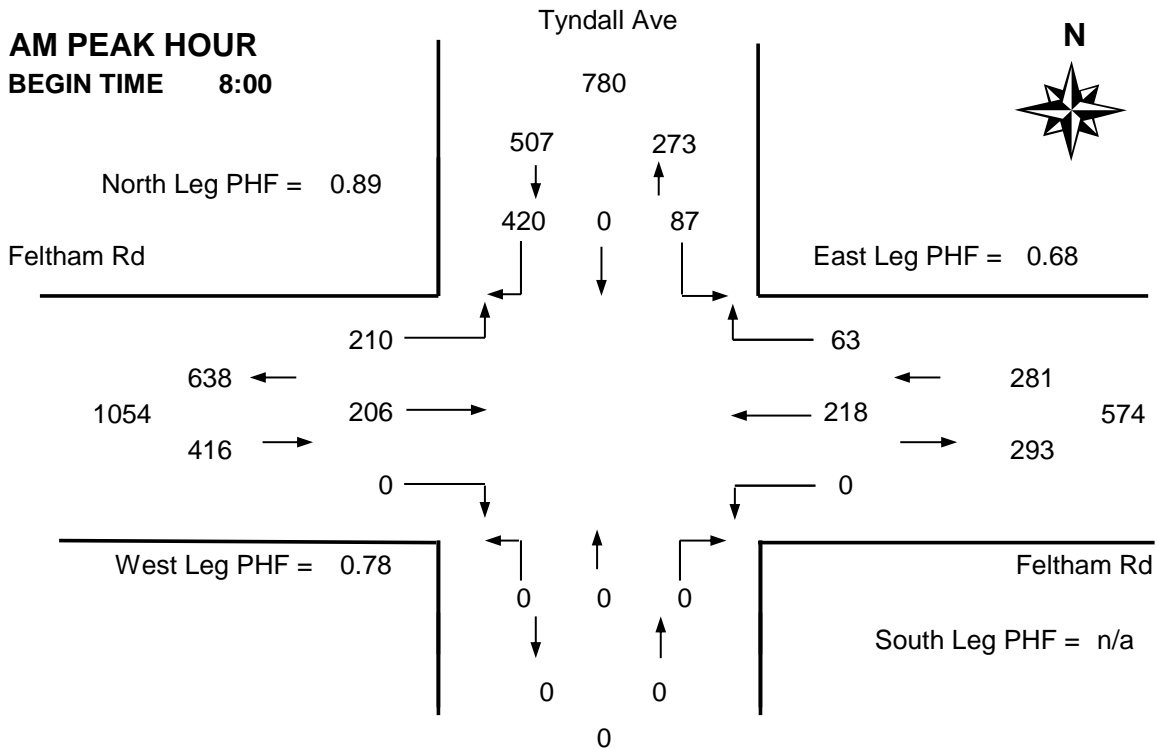 Tyndall Ave
AM PEAK HOUR
N
BEGIN TIME 8:00
780
507 273
North Leg PHF = 0.89
420 0 87
Feltham Rd
East Leg PHF = 0.68
210 63
638 281
1054 206 218 574
416 293
0 0
West Leg PHF = 0.78
Feltham Rd
0 0 0
South Leg PHF = n/a
0 0
0